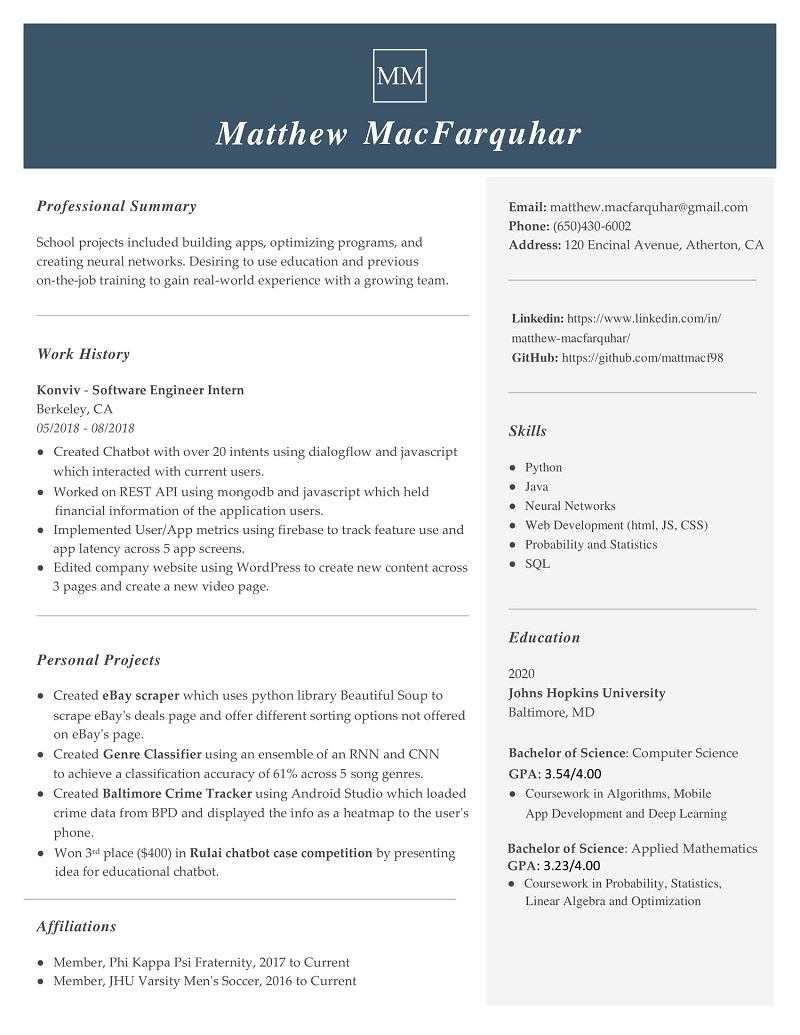 MM
Matthew MacFarquhar
Professional Summary
School projects included building apps, optimizing programs, and
creating neural networks. Desiring to use education and previous
on-the-job training to gain real-world experience with a growing team.
Work History
Konviv - Software Engineer Intern
Berkeley, CA
05/2018 - 08/2018
● Created Chatbot with over 20 intents using dialogflow and javascript
which interacted with current users.
● Worked on REST API using mongodb and javascript which held
financial information of the application users.
● Implemented User/App metrics using firebase to track feature use and
app latency across 5 app screens.
● Edited company website using WordPress to create new content across
3 pages and create a new video page.
Personal Projects
● Created eBay scraper which uses python library Beautiful Soup to
scrape eBay's deals page and offer different sorting options not offered
on eBay's page.
● Created Genre Classifier using an ensemble of an RNN and CNN
to achieve a classification accuracy of 61% across 5 song genres.
● Created Baltimore Crime Tracker using Android Studio which loaded
crime data from BPD and displayed the info as a heatmap to the user's
phone.
● Won 3rd place ($400) in Rulai chatbot case competition by presenting
idea for educational chatbot.
Affiliations
● Member, Phi Kappa Psi Fraternity, 2017 to Current
● Member, JHU Varsity Men's Soccer, 2016 to Current
Email: matthew.macfarquhar@gmail.com
Phone: (650)430-6002
Address: 120 Encinal Avenue, Atherton, CA
Linkedin: https://www.linkedin.com/in/
matthew-macfarquhar/
GitHub: https://github.com/mattmacf98
Skills
● Python
● Java
● Neural Networks
● Web Development (html, JS, CSS)
● Probability and Statistics
● SQL
Education
2020
Johns Hopkins University
Baltimore, MD
Bachelor of Science: Computer Science
GPA: 3.54/4.00
● Coursework in Algorithms, Mobile
App Development and Deep Learning
Bachelor of Science: Applied Mathematics
GPA: 3.23/4.00
● Coursework in Probability, Statistics,
Linear Algebra and Optimization